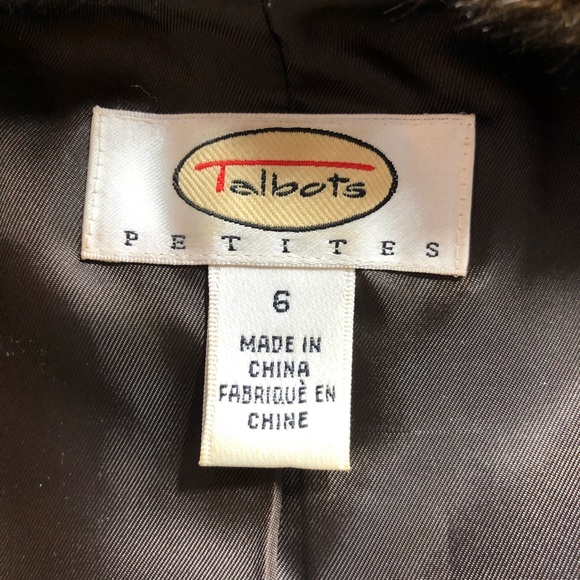 Talbots
PETITES
6
MADE IN
CHINA
FABRIQUÈ EN
CHINE